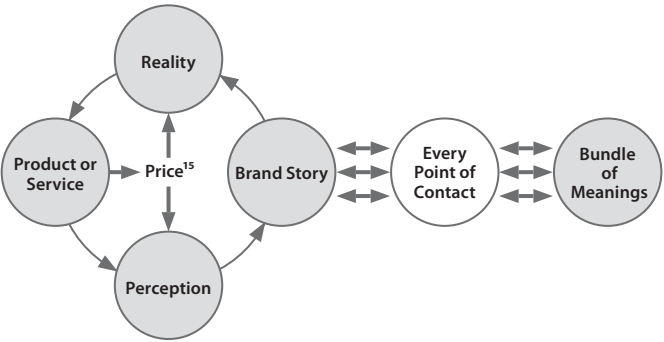 Reality
Product or
Service
Price¹⁵
Brand Story
Every
Point of
Contact
Bundle
of
Meanings
Perception